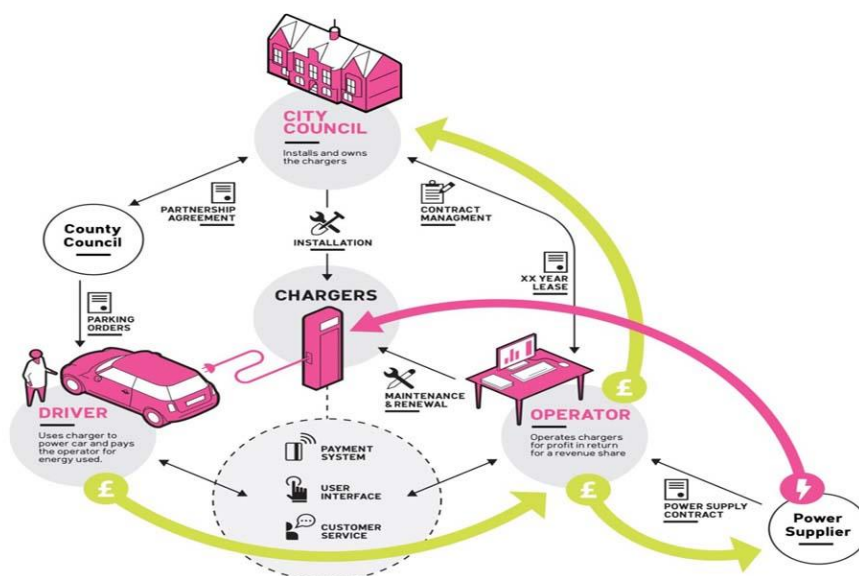 CITY
COUNCIL
Installs and owns
the chargers
PARTNERSHIP
AGREEMENT
CONTRACT
MANAGMENT
County
Council
INSTALLATION
XX YEAR
LEASE
CHARGERS
PARKING
ORDERS
MAINTENANCE
& RENEWAL
DRIVER
Uses charger to
power car and pays
the operator for
energy used.
OPERATOR
Operates chargers
for profit in return
for a revenue share
£
PAYMENT
SYSTEM
USER
INTERFACE
CUSTOMER
SERVICE
£
£
POWER SUPPLY
CONTRACT
Power
Supplier